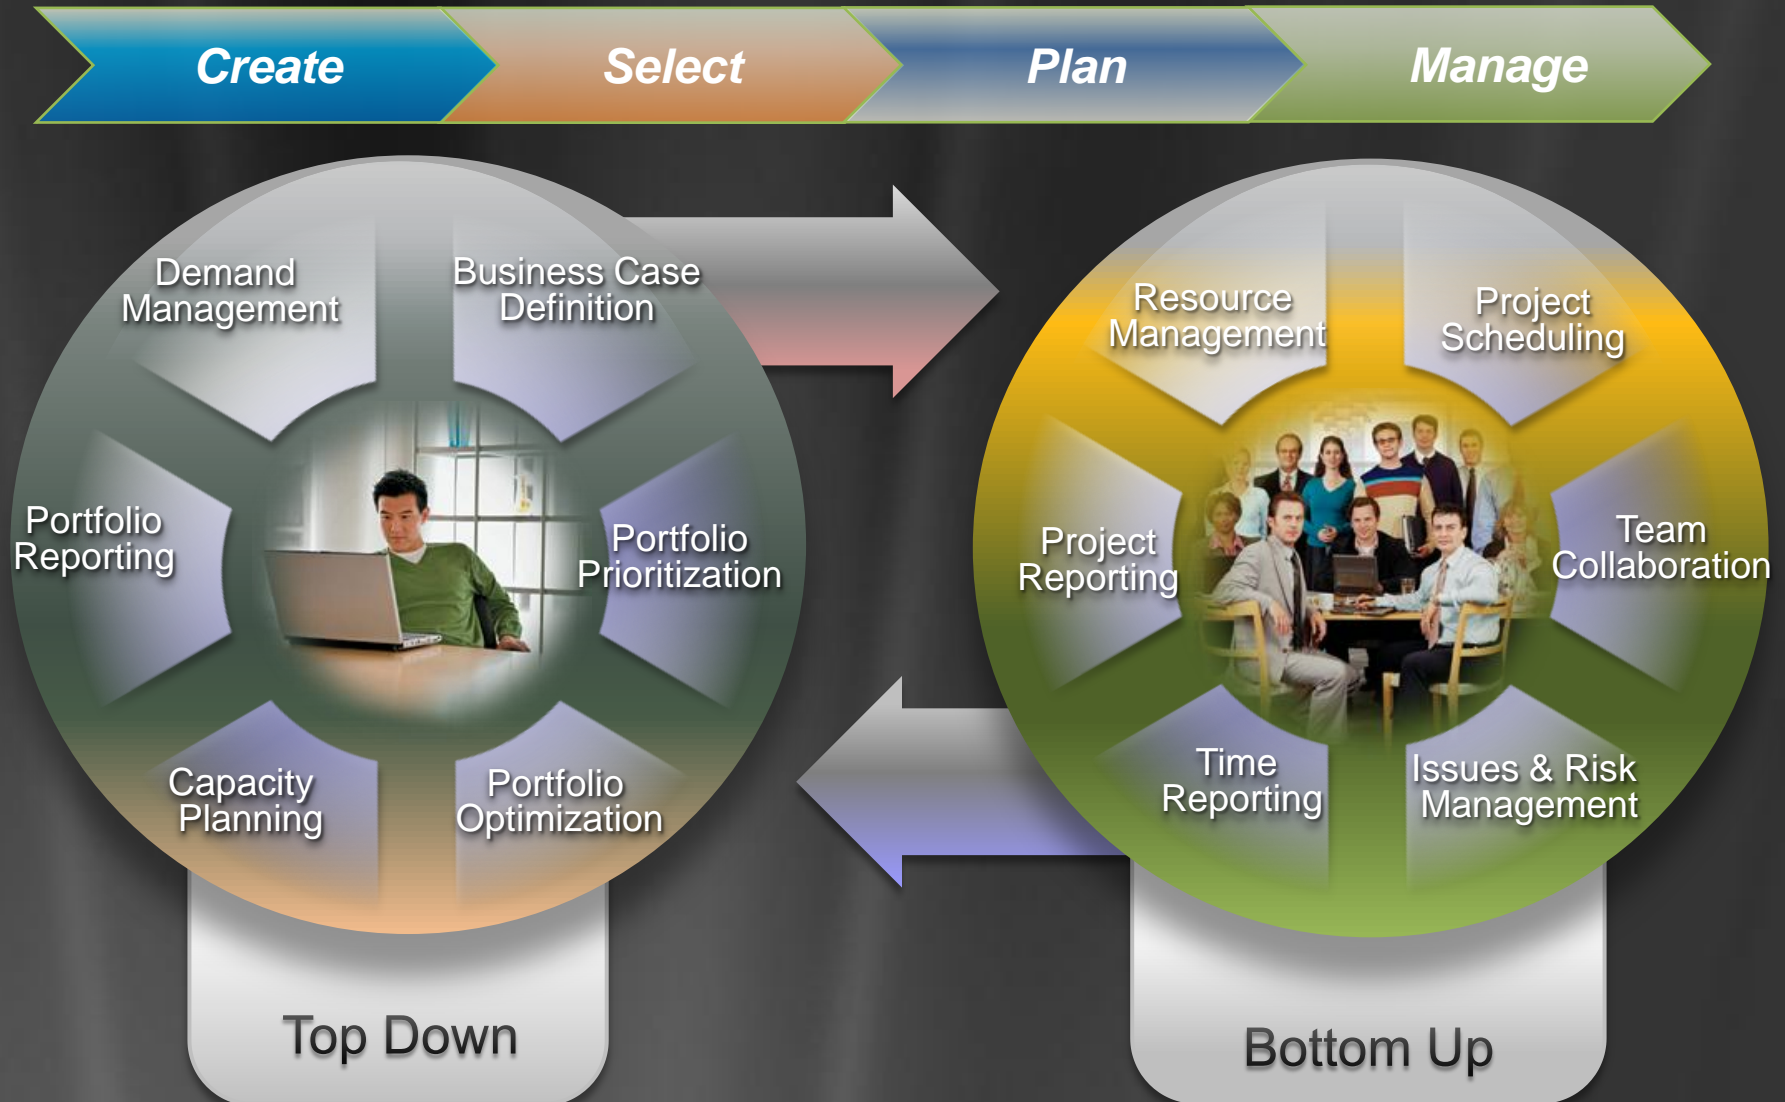 Create
Select
Plan
Manage
Demand
Management
Business Case
Definition
Portfolio
Prioritization
Portfolio
Optimization
Capacity
Planning
Portfolio
Reporting
Top Down
Resource
Management
Project
Scheduling
Team
Collaboration
Issues & Risk
Management
Time
Reporting
Project
Reporting
Bottom Up